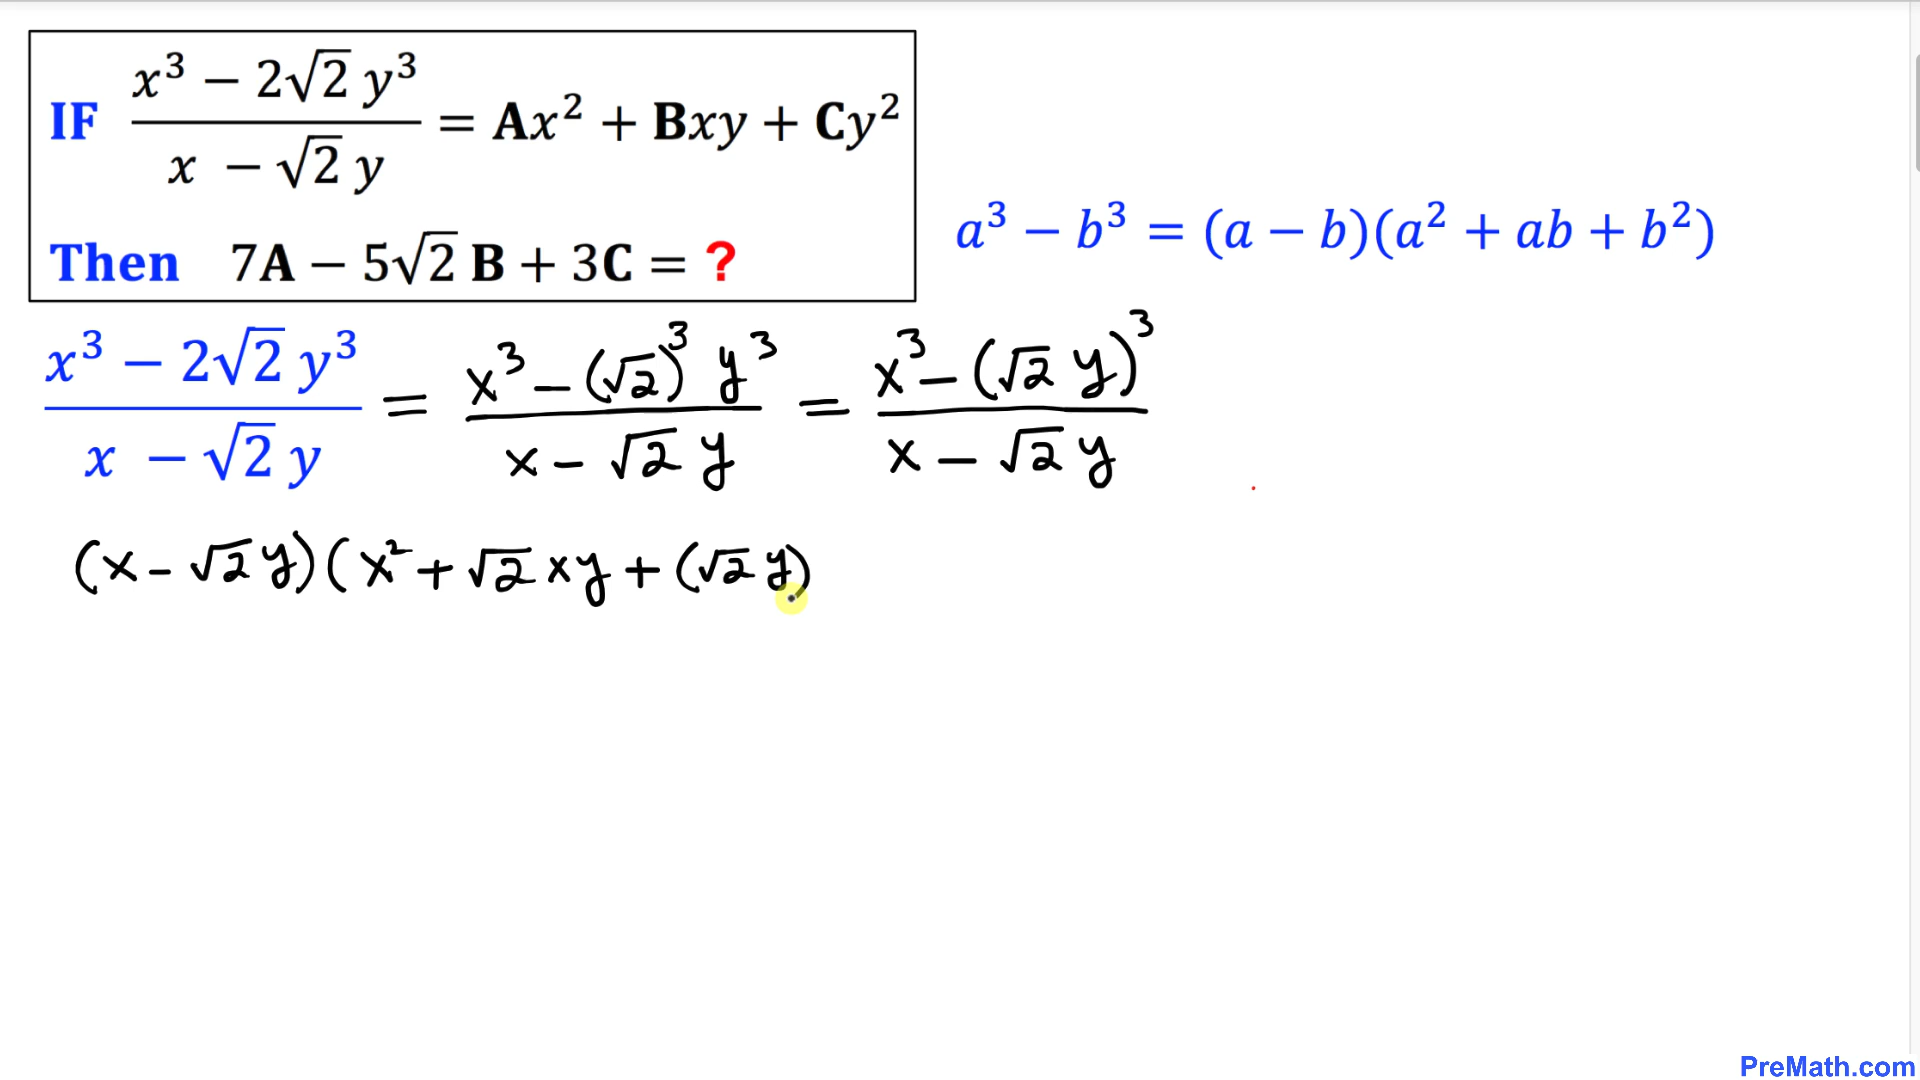 IF (x³ − 2√2 y³)/(x − √2 y) = Ax² + Bxy + Cy²
Then 7A − 5√2 B + 3C = ?
a³ − b³ = (a − b)(a² + ab + b²)
(x³ − 2√2 y³)/(x − √2 y) = (x³ − (√2)³ y³)/(x − √2 y) = (x³ − (√2 y)³)/(x − √2 y)
(x − √2 y)(x² + √2 xy + (√2 y)
PreMath.com